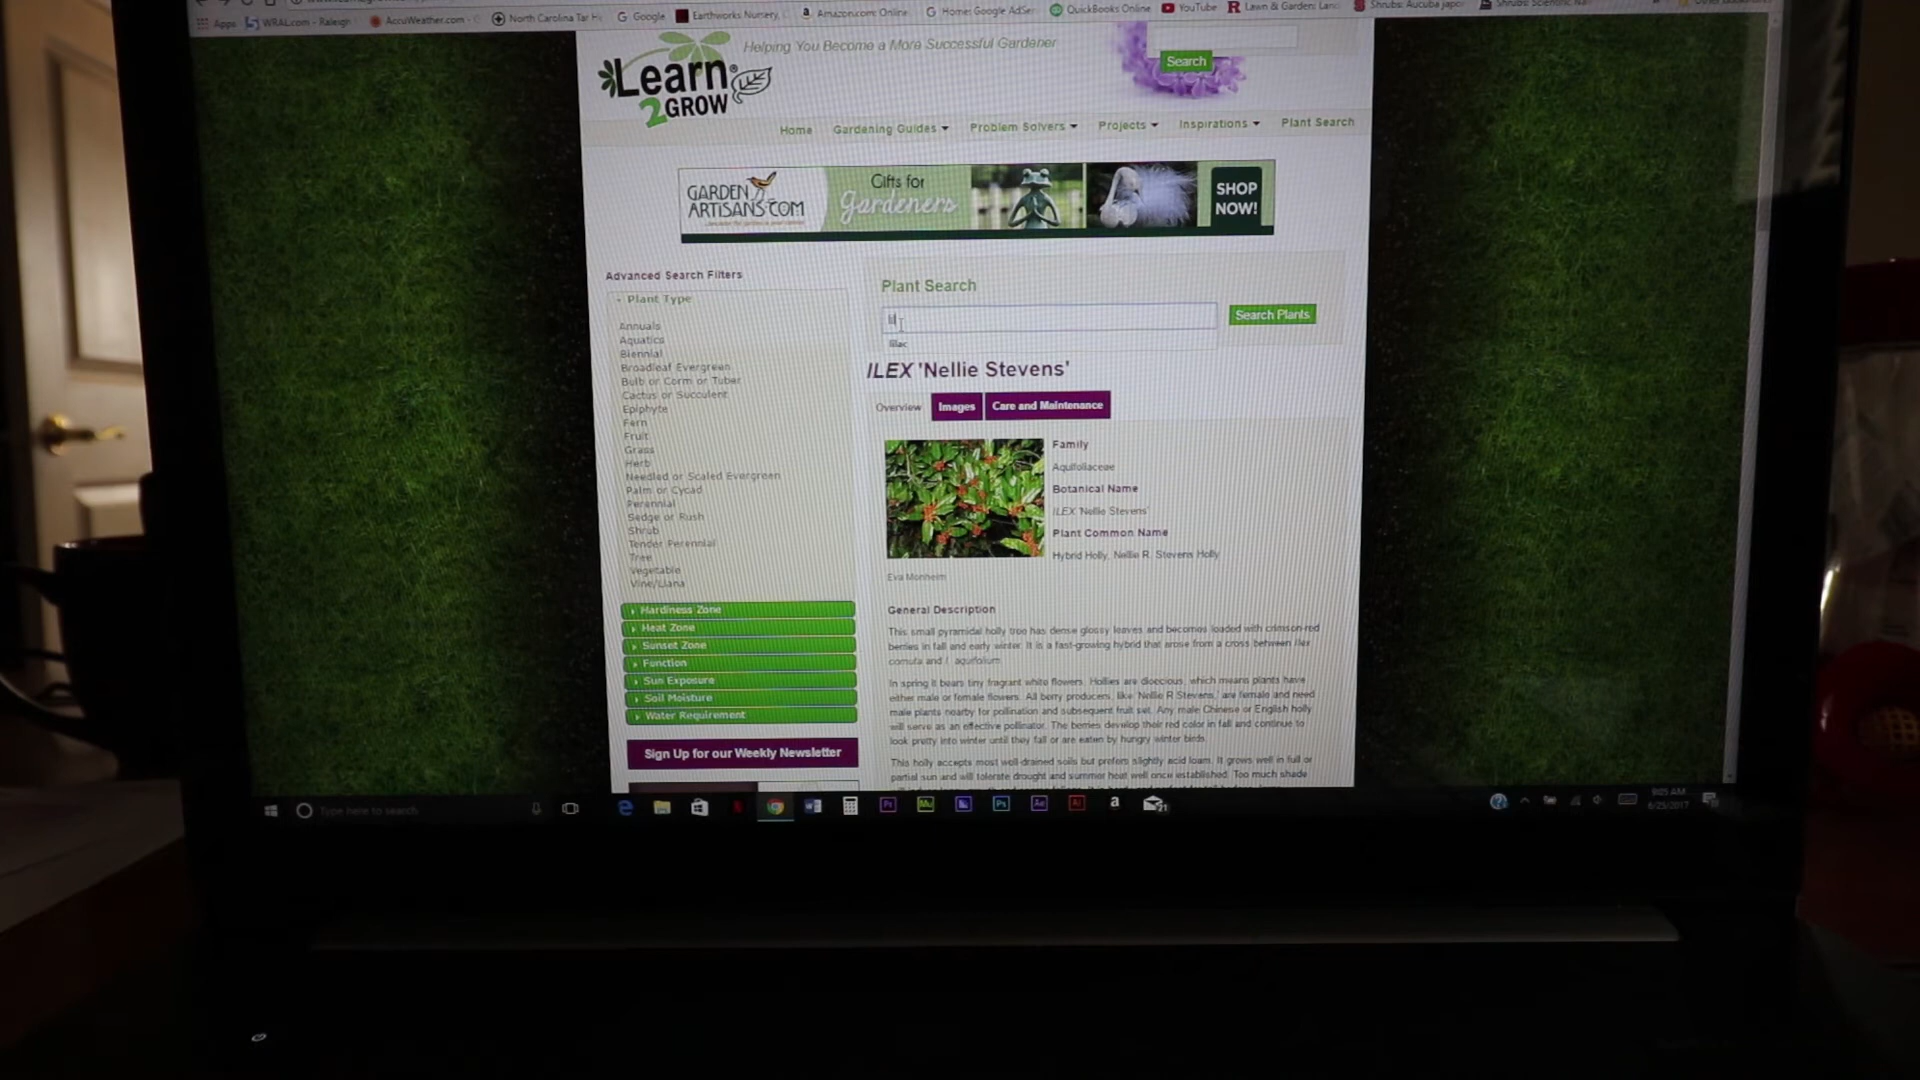 Apps WRAL.com - Raleigh AccuWeather.com - North Carolina Tar He Google Earthworks Nursery, Amazon.com: Online Home: Google AdSen QuickBooks Online YouTube Lawn & Garden: Lan Shrubs: Aucuba japo Shrubs: Scientific Na
Learn
2GROW
Helping You Become a More Successful Gardener
Search
Home Gardening Guides Problem Solvers Projects Inspirations Plant Search
GARDEN
ARTISANS.COM
Gifts for
gardeners
SHOP
NOW!
Advanced Search Filters
Plant Type
Annuals
Aquatics
Biennial
Broadleaf Evergreen
Bulb or Corm or Tuber
Cactus or Succulent
Epiphyte
Fern
Fruit
Grass
Herb
Needled or Scaled Evergreen
Palm or Cycad
Perennial
Sedge or Rush
Shrub
Tender Perennial
Tree
Vegetable
Vine/Liana
Hardiness Zone
Heat Zone
Sunset Zone
Function
Sun Exposure
Soil Moisture
Water Requirement
Sign Up for our Weekly Newsletter
Plant Search
lil
Search Plants
lilac
ILEX 'Nellie Stevens'
Overview Images Care and Maintenance
Family
Aquifoliaceae
Botanical Name
ILEX 'Nellie Stevens'
Plant Common Name
Hybrid Holly, Nellie R. Stevens Holly
Eva Monheim
General Description
This small pyramidal holly tree has dense glossy leaves and becomes loaded with crimson-red
berries in fall and early winter. It is a fast-growing hybrid that arose from a cross between Ilex
cornuta and I. aquifolium.
In spring it bears tiny fragrant white flowers. Hollies are dioecious, which means plants have
either male or female flowers. All berry producers, like 'Nellie R Stevens,' are female and need
male plants nearby for pollination and subsequent fruit set. Any male Chinese or English holly
will serve as an effective pollinator. The berries develop their red color in fall and continue to
look pretty into winter until they fall or are eaten by hungry winter birds.
This holly accepts most well-drained soils but prefers slightly acid loam. It grows well in full or
partial sun and will tolerate drought and summer heat well once established. Too much shade
Type here to search
Pr Mu Ps Ae Ai a 21
9:05 AM
6/25/2017